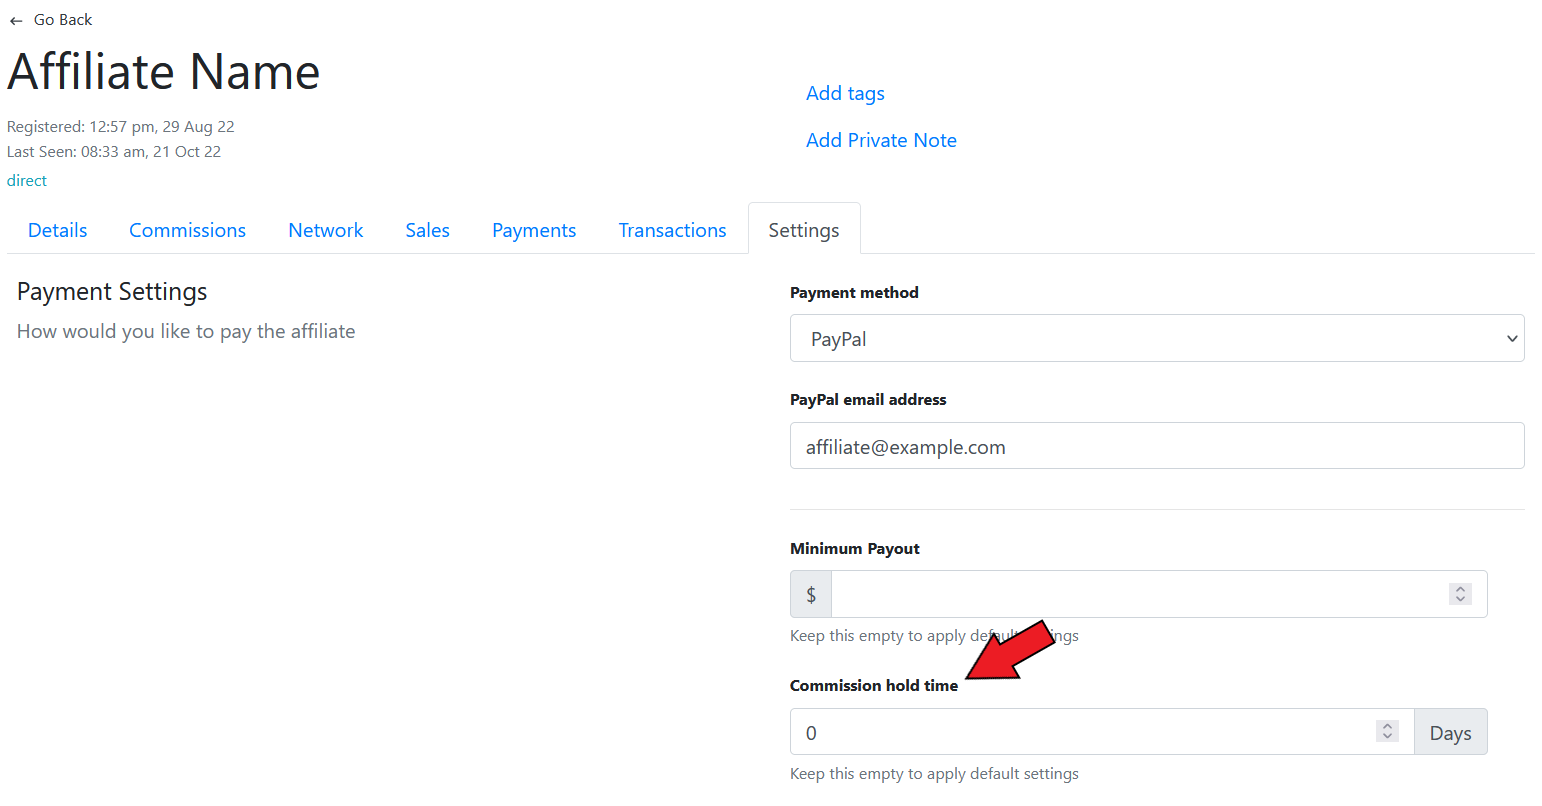 ← Go Back
Affiliate Name
Add tags
Registered: 12:57 pm, 29 Aug 22
Add Private Note
Last Seen: 08:33 am, 21 Oct 22
direct
Details Commissions Network Sales Payments Transactions Settings
Payment Settings
How would you like to pay the affiliate
Payment method
PayPal
PayPal email address
affiliate@example.com
Minimum Payout
$
Keep this empty to apply default settings
Commission hold time
0 Days
Keep this empty to apply default settings